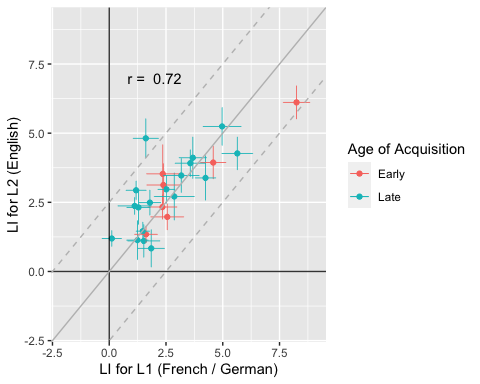 7.5
r = 0.72
5.0
2.5
0.0
-2.5
-2.5
0.0
2.5
5.0
7.5
LI for L1 (French / German)
LI for L2 (English)
Age of Acquisition
Early
Late